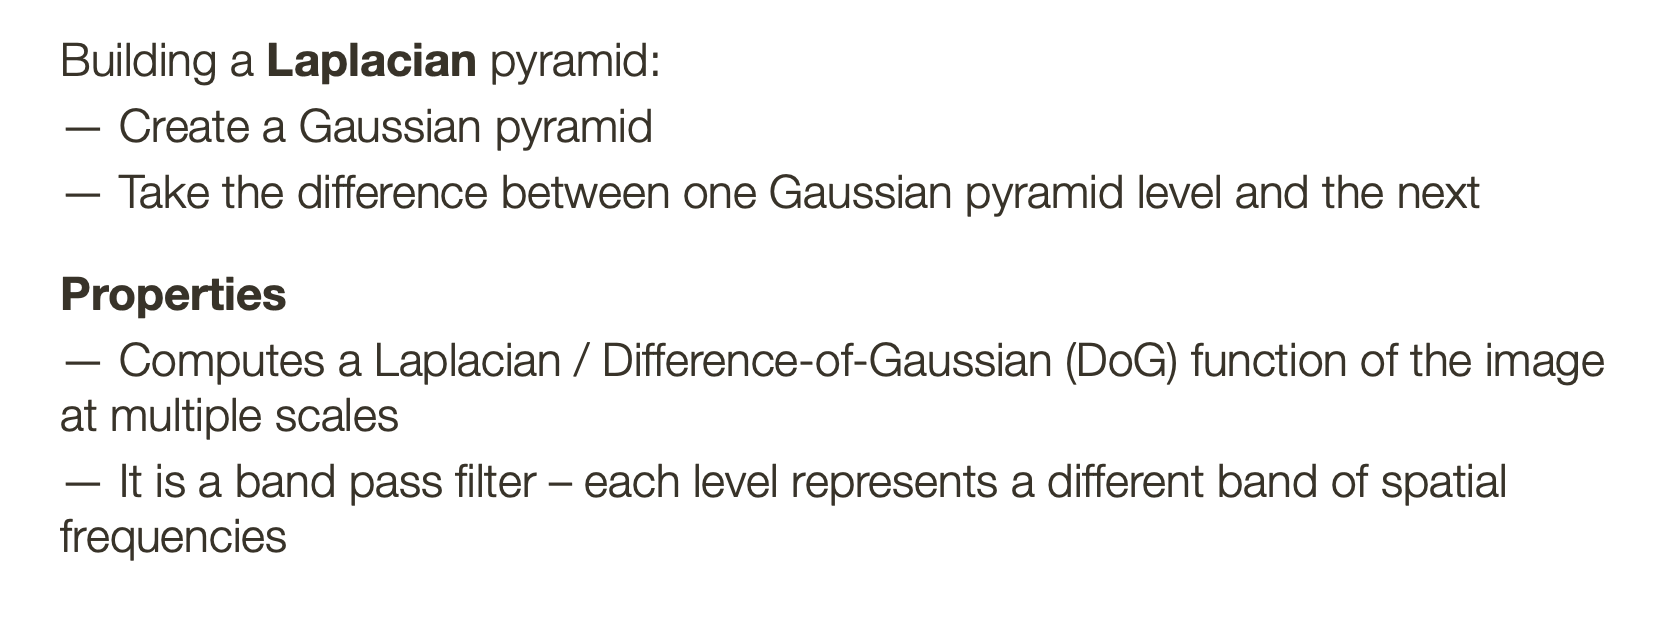 Building a Laplacian pyramid:
— Create a Gaussian pyramid
— Take the difference between one Gaussian pyramid level and the next
Properties
— Computes a Laplacian / Difference-of-Gaussian (DoG) function of the image
at multiple scales
— It is a band pass filter – each level represents a different band of spatial
frequencies